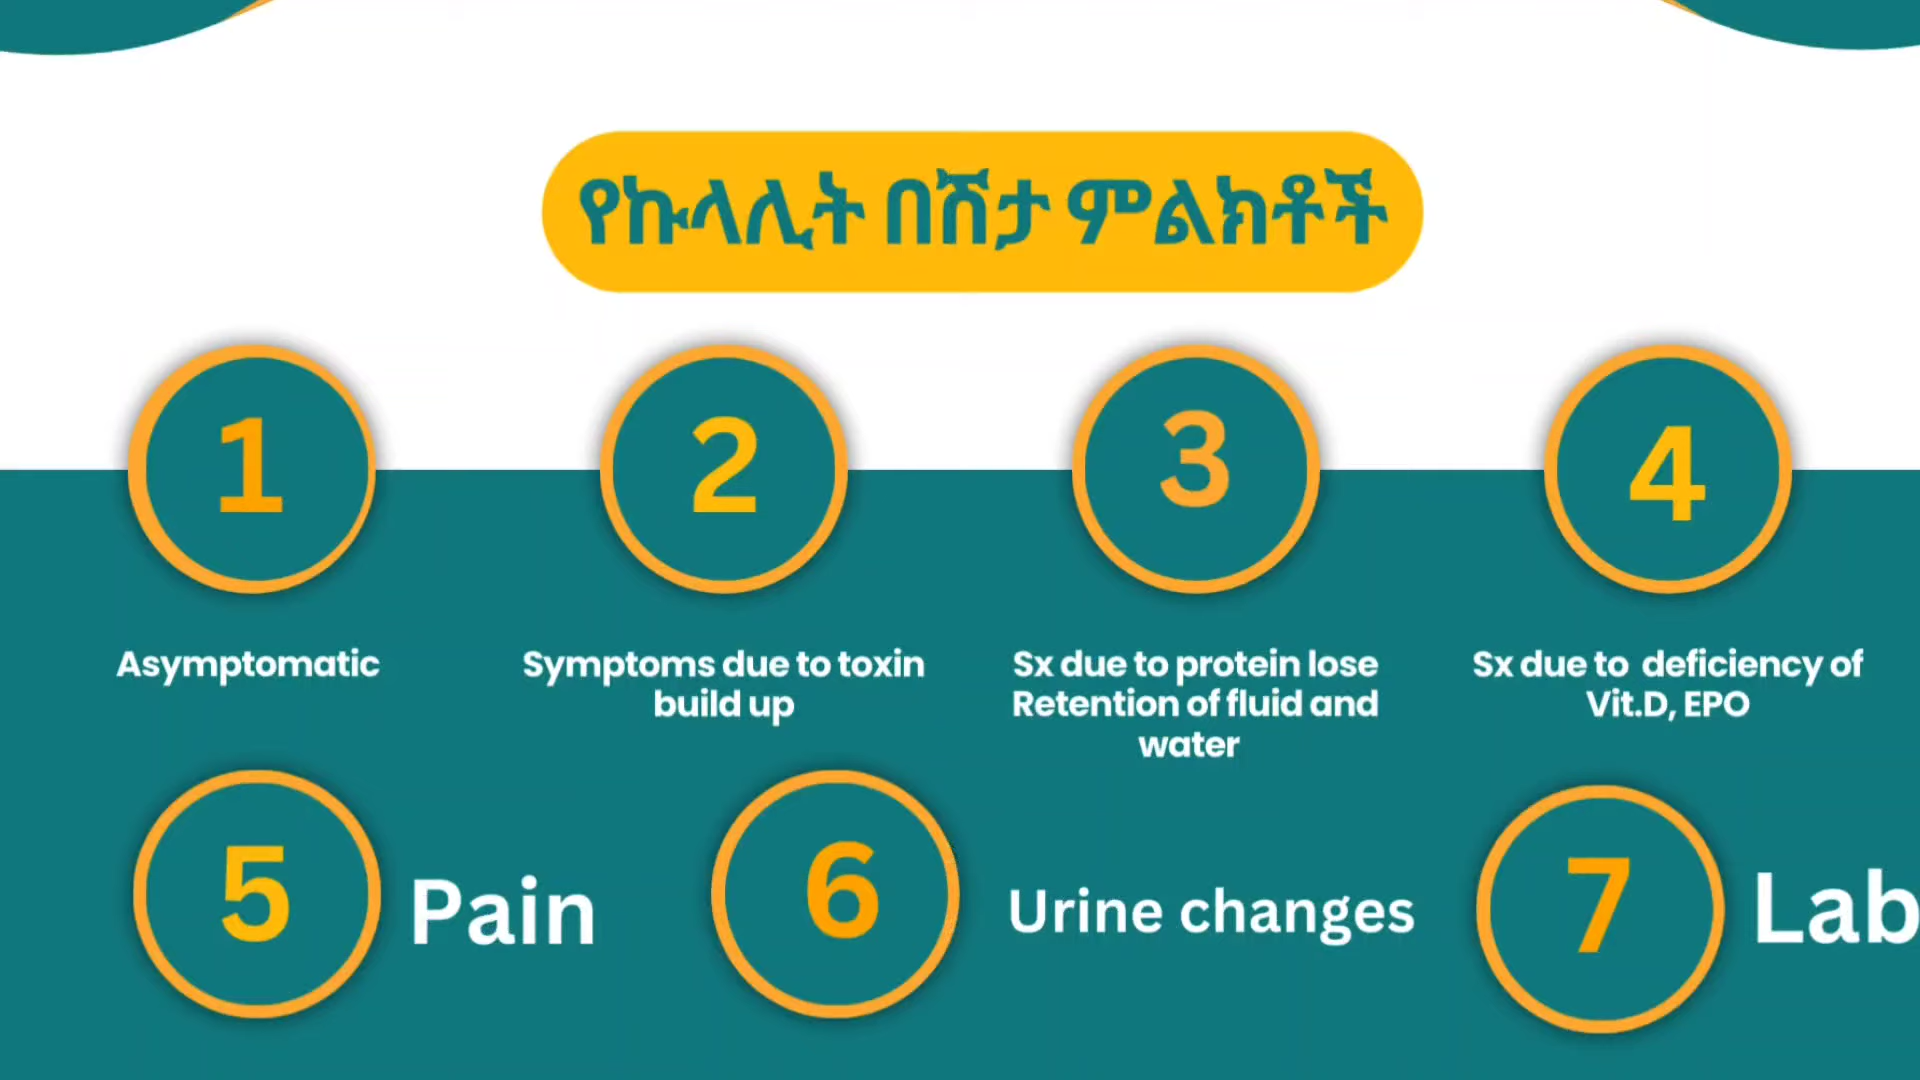 የኩላሊት በሽታ ምልክቶች
1
2
3
4
Asymptomatic
Symptoms due to toxin
build up
Sx due to protein lose
Retention of fluid and
water
Sx due to deficiency of
Vit.D, EPO
5
Pain
6
Urine changes
7
Lab